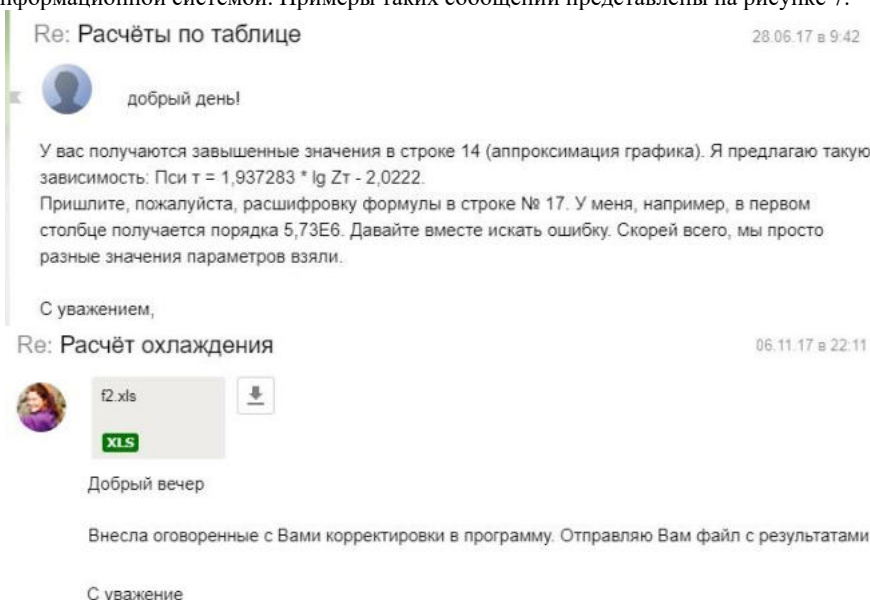 нформационной системой. Примеры таких сообщений представлены на рисунке 7.
Re: Расчёты по таблице 28.06.17 в 9:42
добрый день!
У вас получаются завышенные значения в строке 14 (аппроксимация графика). Я предлагаю такую
зависимость: Пси т = 1,937283 * lg Zт - 2,0222.
Пришлите, пожалуйста, расшифровку формулы в строке № 17. У меня, например, в первом
столбце получается порядка 5,73E6. Давайте вместе искать ошибку. Скорей всего, мы просто
разные значения параметров взяли.
С уважением,
Re: Расчёт охлаждения 06.11.17 в 22:11
f2.xls
XLS
Добрый вечер
Внесла оговоренные с Вами корректировки в программу. Отправляю Вам файл с результатами
С уважение